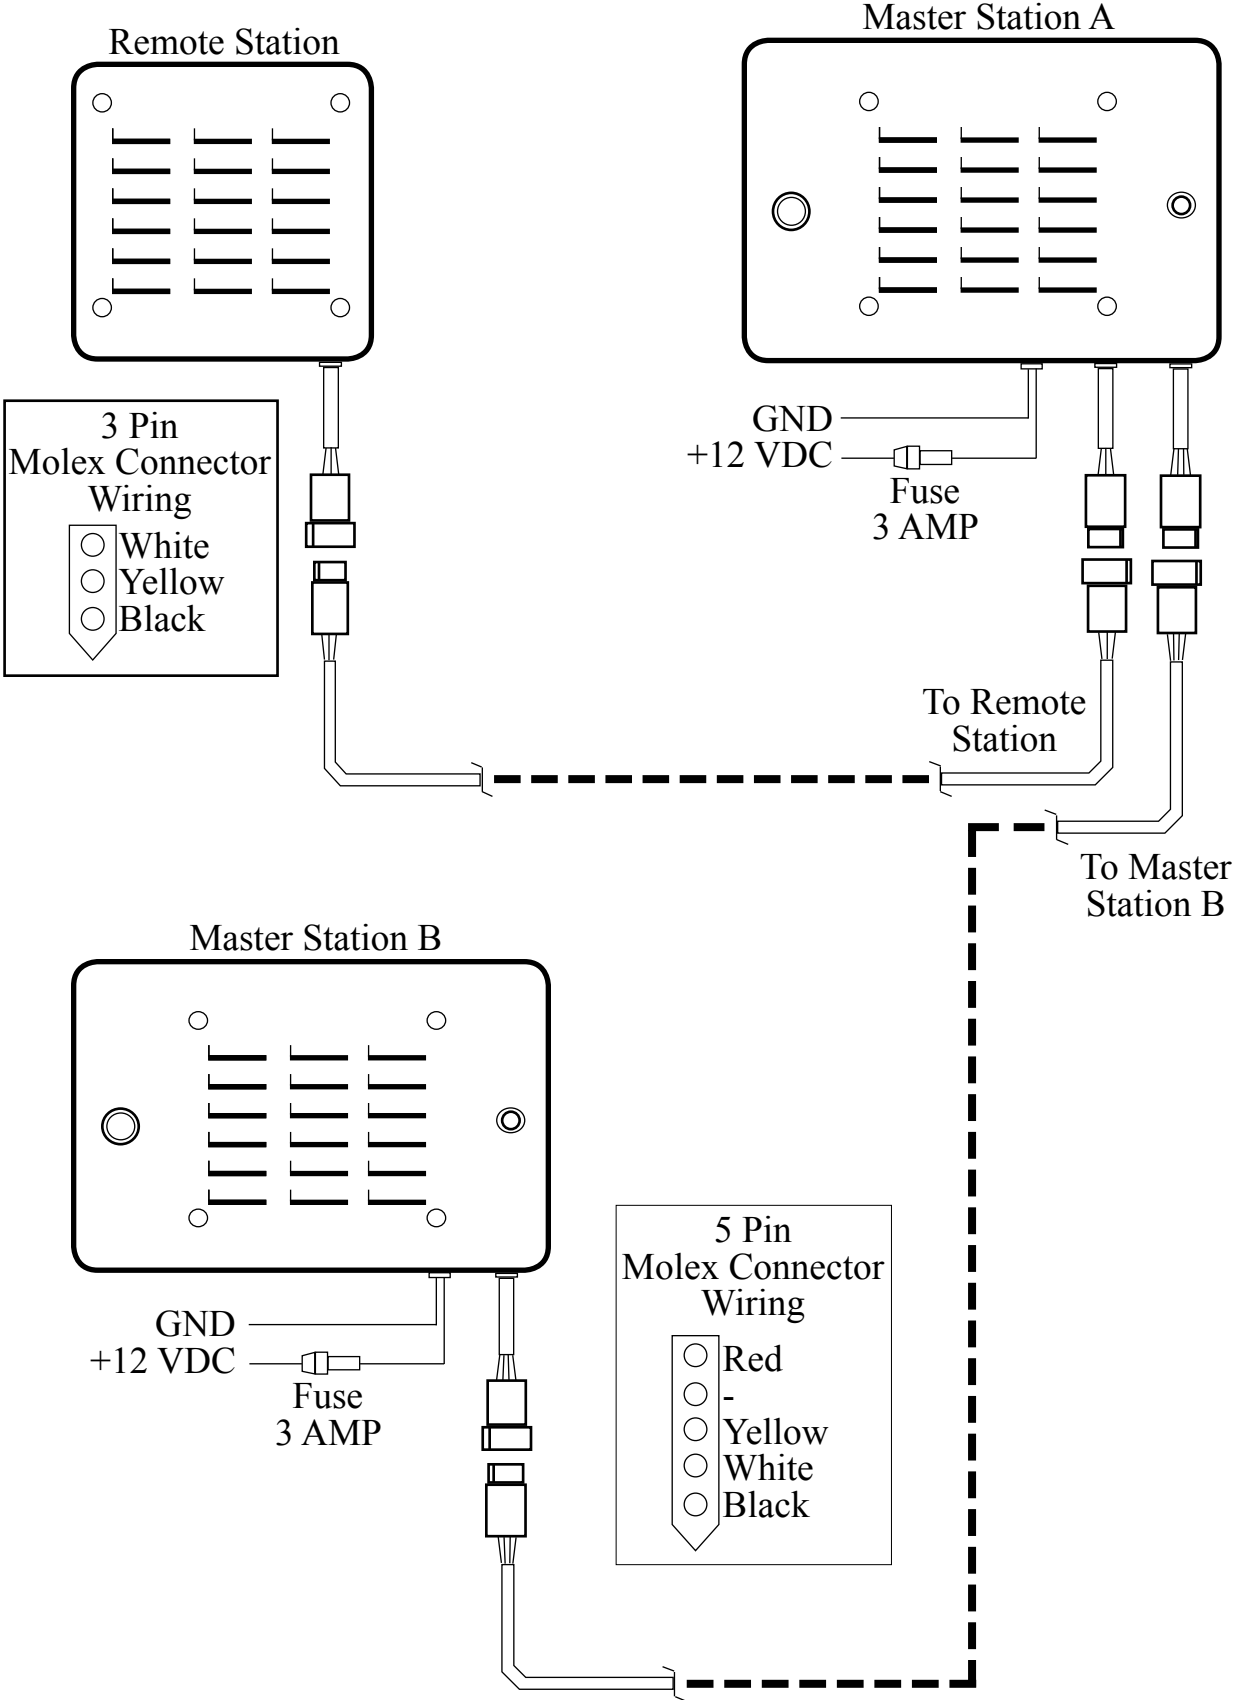 Master Station A
Remote Station
GND
+12 VDC
Fuse
3 AMP
3 Pin
Molex Connector
Wiring
White
Yellow
Black
To Remote
Station
To Master
Station B
Master Station B
GND
+12 VDC
Fuse
3 AMP
5 Pin
Molex Connector
Wiring
Red
-
Yellow
White
Black